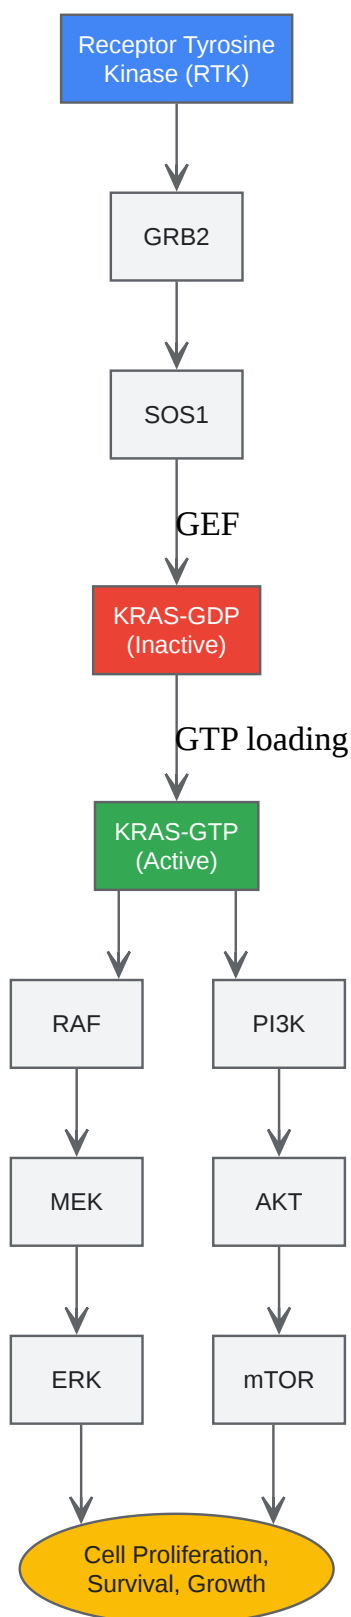 Receptor Tyrosine
Kinase (RTK)
GRB2
SOS1
GEF
KRAS-GDP
(Inactive)
GTP loading
KRAS-GTP
(Active)
RAF
PI3K
MEK
AKT
ERK
mTOR
Cell Proliferation,
Survival, Growth